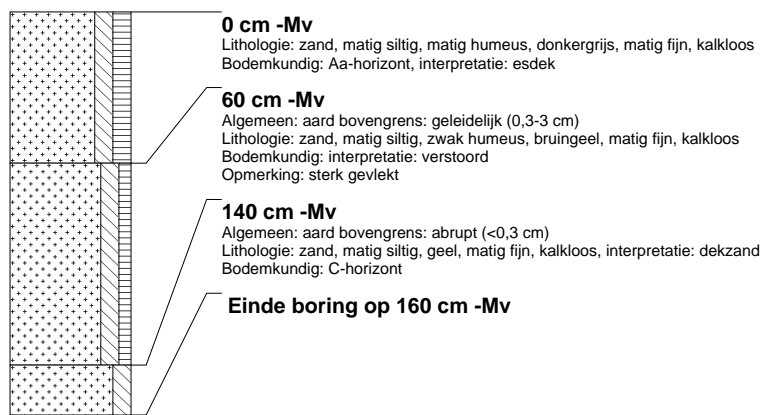 0 cm -Mv
Lithologie: zand, matig siltig, matig humeus, donkergrijs, matig fijn, kalkloos
Bodemkundig: Aa-horizont, interpretatie: esdek
60 cm -Mv
Algemeen: aard bovengrens: geleidelijk (0,3-3 cm)
Lithologie: zand, matig siltig, zwak humeus, bruingeel, matig fijn, kalkloos
Bodemkundig: interpretatie: verstoord
Opmerking: sterk gevlekt
140 cm -Mv
Algemeen: aard bovengrens: abrupt (<0,3 cm)
Lithologie: zand, matig siltig, geel, matig fijn, kalkloos, interpretatie: dekzand
Bodemkundig: C-horizont
Einde boring op 160 cm -Mv